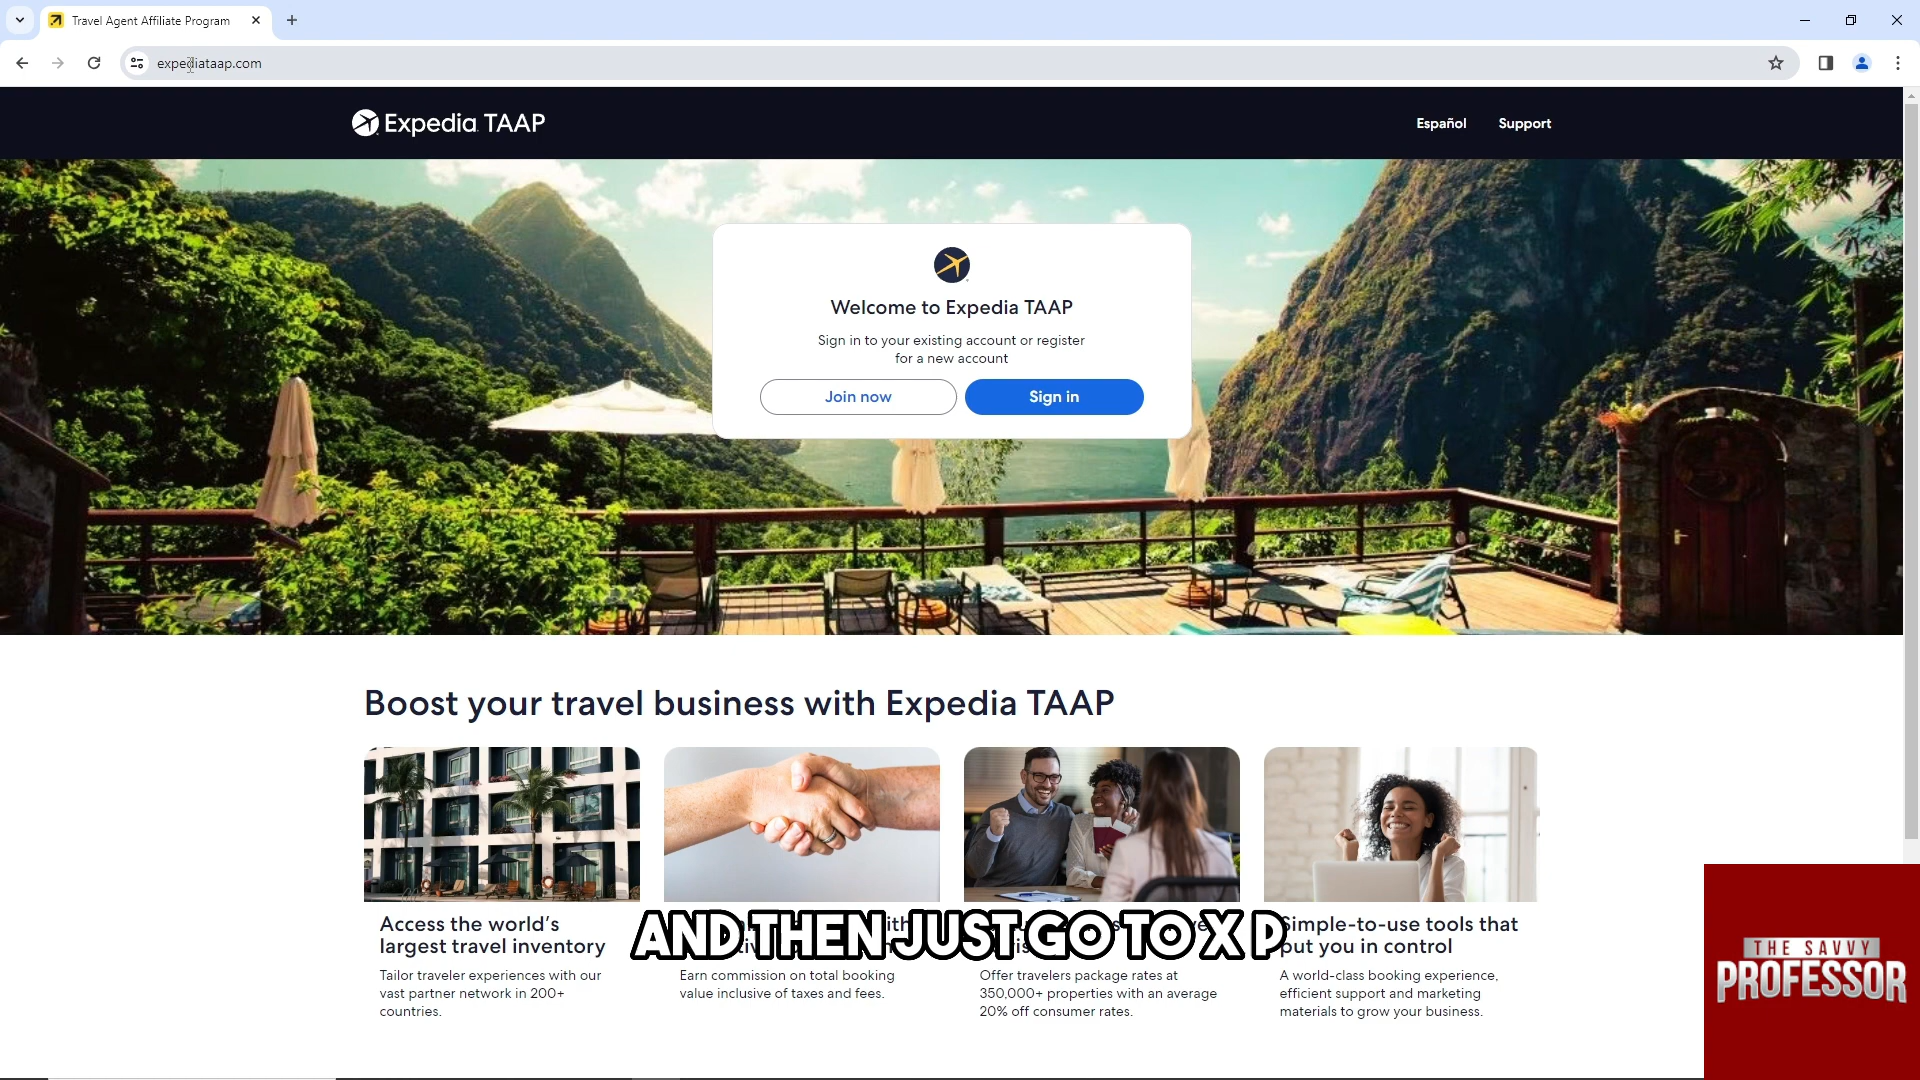 Travel Agent Affiliate Program
expediataap.com
Expedia TAAP
Español
Support
Welcome to Expedia TAAP
Sign in to your existing account or register
for a new account
Join now
Sign in
Boost your travel business with Expedia TAAP
Access the world's
largest travel inventory
Tailor traveler experiences with our
vast partner network in 200+
countries.
Earn commission on total booking
value inclusive of taxes and fees.
Offer travelers package rates at
350,000+ properties with an average
20% off consumer rates.
Simple-to-use tools that
put you in control
A world-class booking experience,
efficient support and marketing
materials to grow your business.
AND THEN JUST GO TO X P
THE SAVVY
PROFESSOR